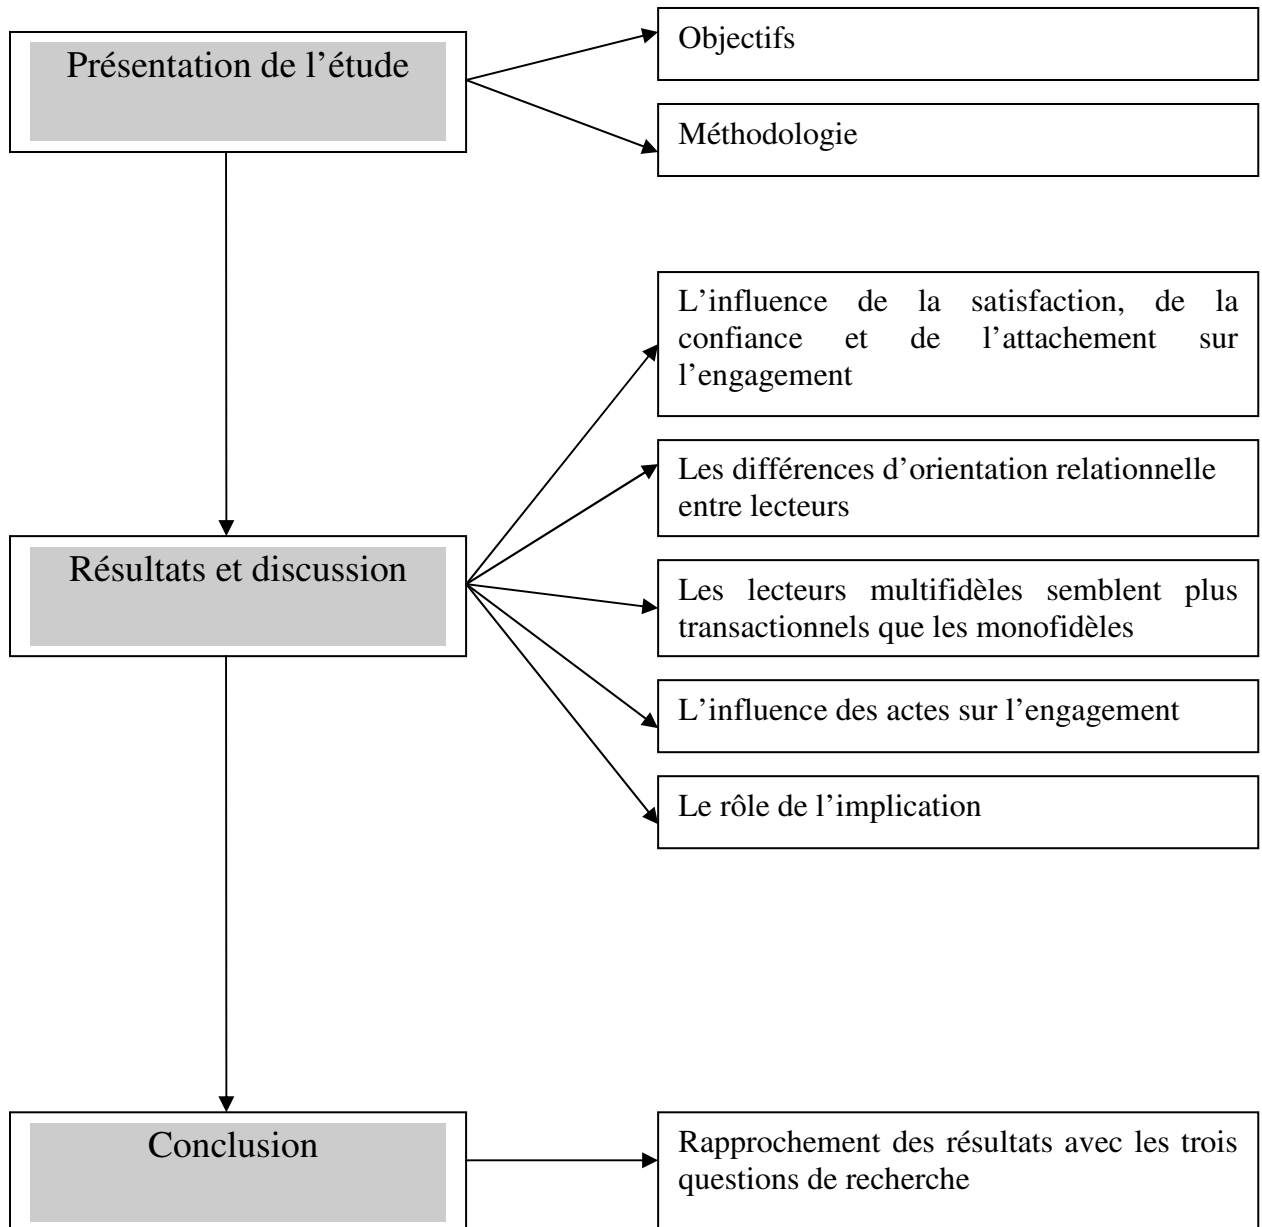 Présentation de l’étude
Objectifs
Méthodologie
Résultats et discussion
L’influence de la satisfaction, de la
confiance et de l’attachement sur
l’engagement
Les différences d’orientation relationnelle
entre lecteurs
Les lecteurs multifidèles semblent plus
transactionnels que les monofidèles
L’influence des actes sur l’engagement
Le rôle de l’implication
Conclusion
Rapprochement des résultats avec les trois
questions de recherche